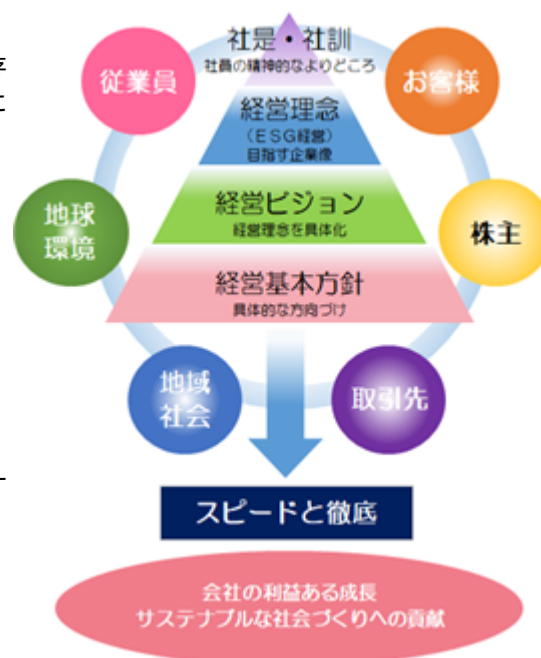 社是・社訓
社員の精神的なよりどころ
従業員
お客様
経営理念
（ＥＳＧ経営）
目指す企業像
地球
環境
経営ビジョン
経営理念を具体化
株主
経営基本方針
具体的な方向づけ
地域
社会
取引先
スピードと徹底
会社の利益ある成長
サステナブルな社会づくりへの貢献